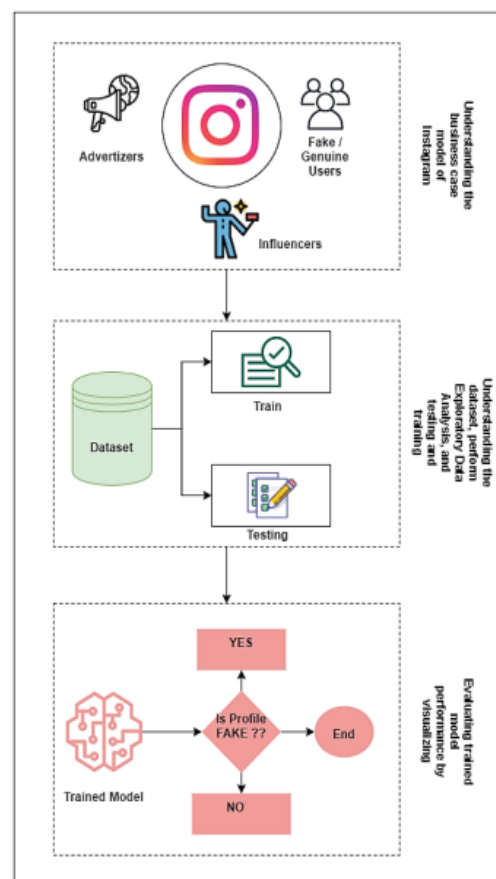 Advertizers
Fake /
Genuine
Users
Influencers
Understanding the
business case
model of
Instagram
Train
Dataset
Testing
Understanding the
dataset, perform
Exploratory Data
Analysis, and
testing and
training
YES
Is Profile
FAKE ??
End
NO
Trained Model
Evaluating trained
model
performance by
visualizing